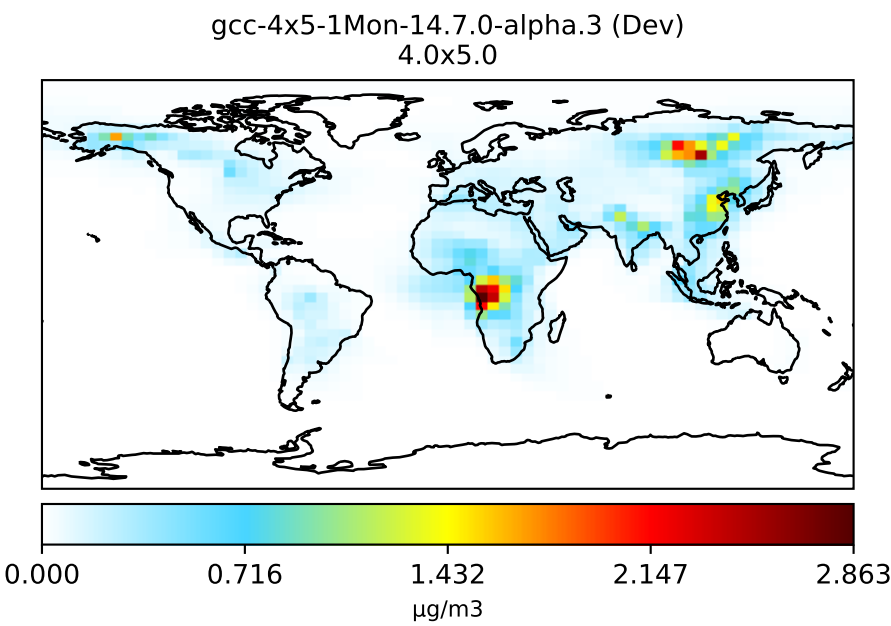 gcc-4x5-1Mon-14.7.0-alpha.3 (Dev)
4.0x5.0
0.000 0.716 1.432 2.147 2.863
μg/m3